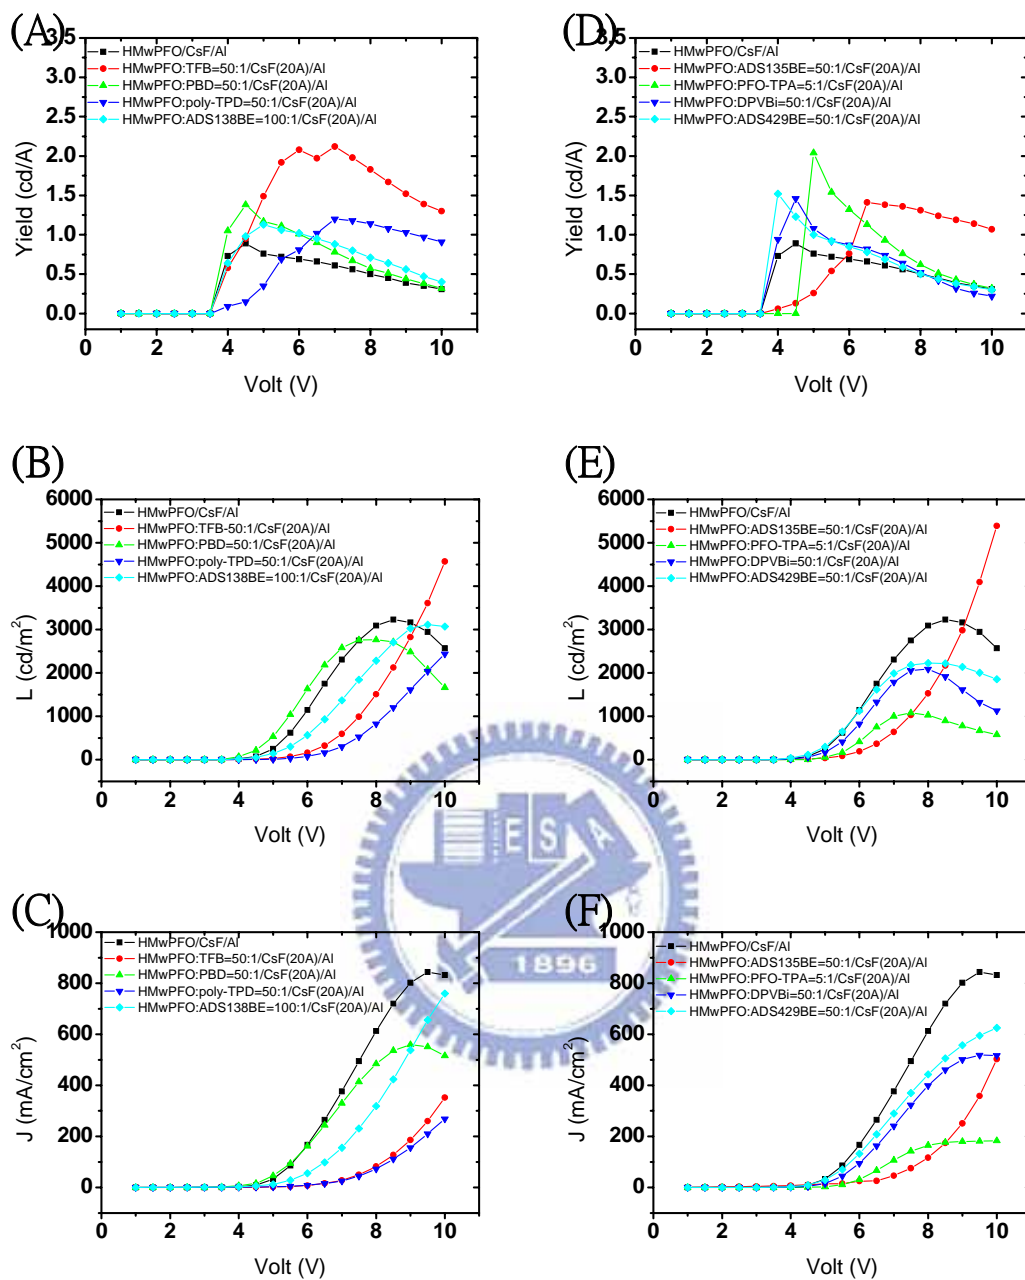 (A)
3.5
3.0
2.5
2.0
1.5
1.0
0.5
0.0
Yield (cd/A)
HMwPFO/CsF/Al
HMwPFO:TFB=50:1/CsF(20A)/Al
HMwPFO:PBD=50:1/CsF(20A)/Al
HMwPFO:poly-TPD=50:1/CsF(20A)/Al
HMwPFO:ADS138BE=100:1/CsF(20A)/Al
0 2 4 6 8 10
Volt (V)
(D)
3.5
3.0
2.5
2.0
1.5
1.0
0.5
0.0
Yield (cd/A)
HMwPFO/CsF/Al
HMwPFO:ADS135BE=50:1/CsF(20A)/Al
HMwPFO:PFO-TPA=5:1/CsF(20A)/Al
HMwPFO:DPVBi=50:1/CsF(20A)/Al
HMwPFO:ADS429BE=50:1/CsF(20A)/Al
0 2 4 6 8 10
Volt (V)
(B)
6000
5000
4000
3000
2000
1000
0
L (cd/m²)
HMwPFO/CsF/Al
HMwPFO:TFB-50:1/CsF(20A)/Al
HMwPFO:PBD=50:1/CsF(20A)/Al
HMwPFO:poly-TPD=50:1/CsF(20A)/Al
HMwPFO:ADS138BE=100:1/CsF(20A)/Al
0 2 4 6 8 10
Volt (V)
(E)
6000
5000
4000
3000
2000
1000
0
L (cd/m²)
HMwPFO/CsF/Al
HMwPFO:ADS135BE=50:1/CsF(20A)/Al
HMwPFO:PFO-TPA=5:1/CsF(20A)/Al
HMwPFO:DPVBi=50:1/CsF(20A)/Al
HMwPFO:ADS429BE=50:1/CsF(20A)/Al
0 2 4 6 8 10
Volt (V)
E S A
1896
(C)
1000
800
600
400
200
0
J (mA/cm²)
HMwPFO/CsF/Al
HMwPFO:TFB=50:1/CsF(20A)/Al
HMwPFO:PBD=50:1/CsF(20A)/Al
HMwPFO:poly-TPD=50:1/CsF(20A)/Al
HMwPFO:ADS138BE=100:1/CsF(20A)/Al
0 2 4 6 8 10
Volt (V)
(F)
1000
800
600
400
200
0
J (mA/cm²)
HMwPFO/CsF/Al
HMwPFO:ADS135BE=50:1/CsF(20A)/Al
HMwPFO:PFO-TPA=5:1/CsF(20A)/Al
HMwPFO:DPVBi=50:1/CsF(20A)/Al
HMwPFO:ADS429BE=50:1/CsF(20A)/Al
0 2 4 6 8 10
Volt (V)